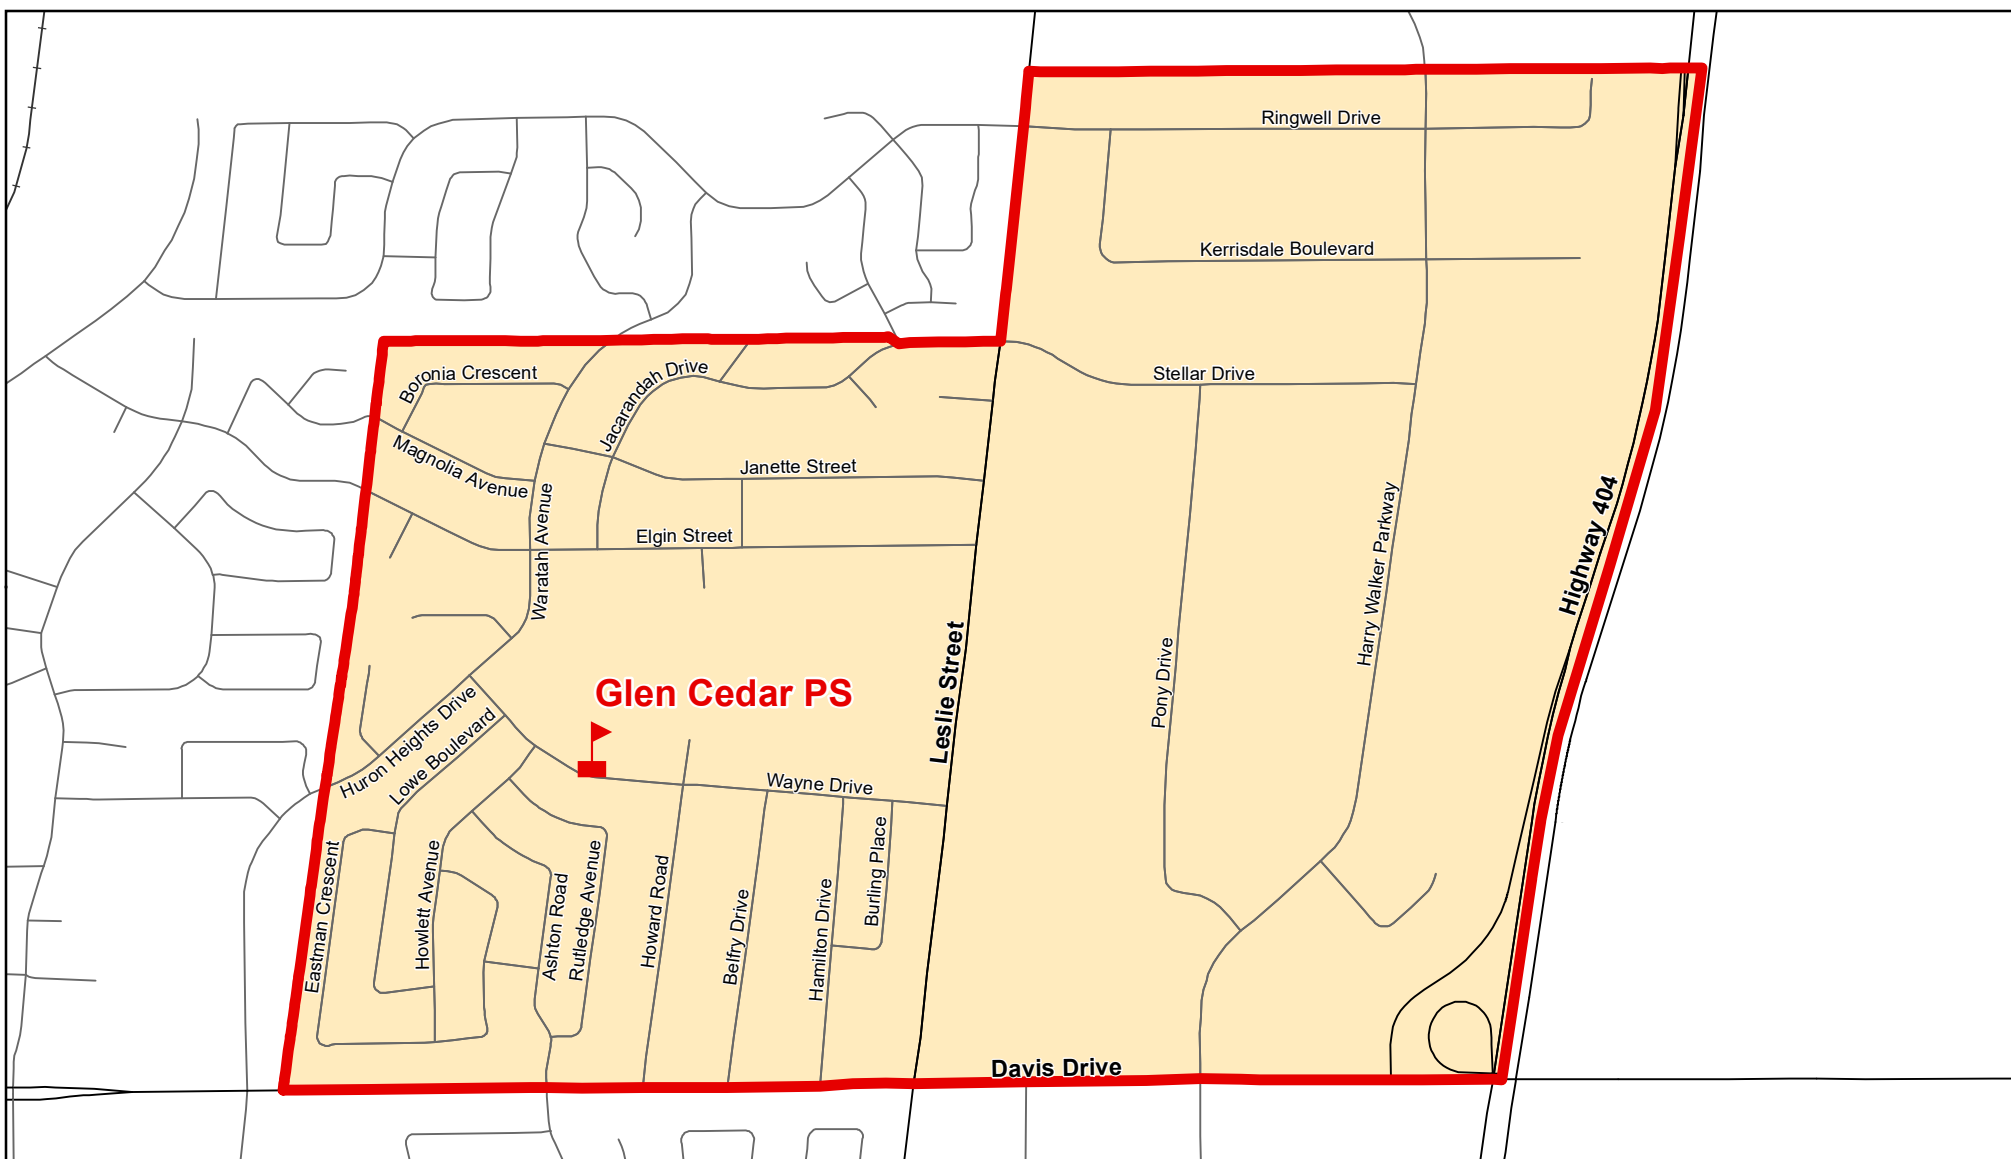 Ringwell Drive
Kerrisdale Boulevard
Stellar Drive
Boronia Crescent
Jacarandah Drive
Magnolia Avenue
Janette Street
Waratah Avenue
Elgin Street
Harry Walker Parkway
Highway 404
Leslie Street
Pony Drive
Glen Cedar PS
Huron Heights Drive
Lowe Boulevard
Wayne Drive
Eastman Crescent
Howlett Avenue
Ashton Road
Rutledge Avenue
Howard Road
Belfry Drive
Hamilton Drive
Burling Place
Davis Drive